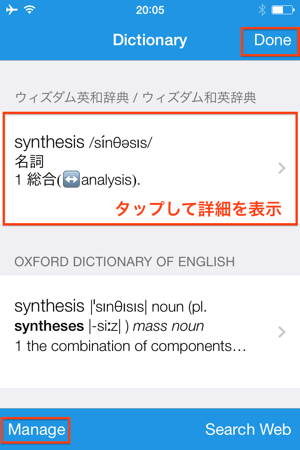 20:05
Dictionary
Done
ウィズダム英和辞典 / ウィズダム和英辞典
synthesis /sínθəsɪs/
名詞
1 総合(↔analysis).
タップして詳細を表示
OXFORD DICTIONARY OF ENGLISH
synthesis |ˈsɪnθɪsɪs| noun (pl.
syntheses |-siːz| ) mass noun
1 the combination of components…
Manage
Search Web